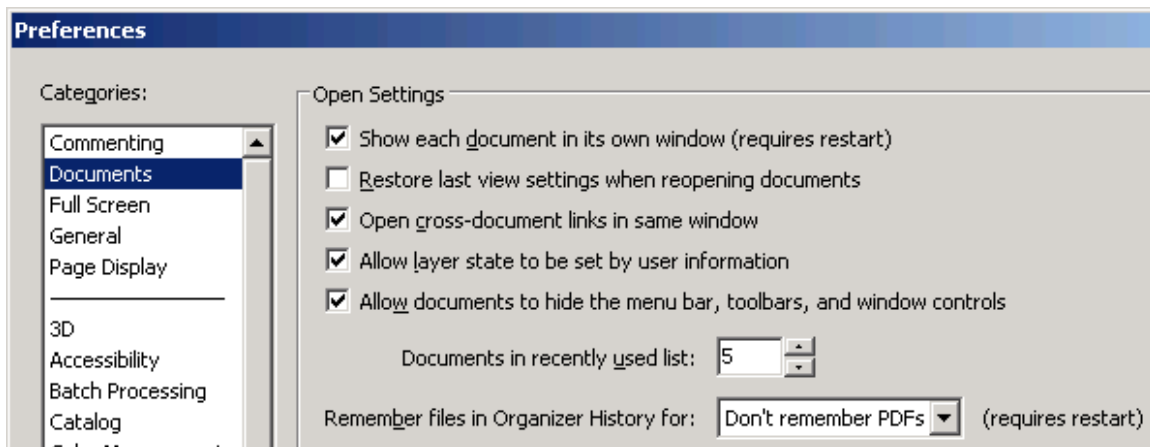 Preferences
Categories:
Commenting
Documents
Full Screen
General
Page Display
3D
Accessibility
Batch Processing
Catalog
Open Settings
Show each document in its own window (requires restart)
Restore last view settings when reopening documents
Open cross-document links in same window
Allow layer state to be set by user information
Allow documents to hide the menu bar, toolbars, and window controls
Documents in recently used list: 5
Remember files in Organizer History for: Don't remember PDFs (requires restart)